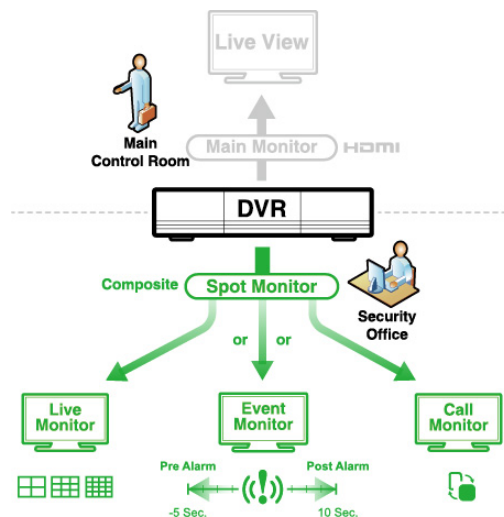 Live View
Main
Control Room
Main Monitor HDMI
DVR
Composite Spot Monitor
Security
Office
or or
Live
Monitor
Event
Monitor
Call
Monitor
Pre Alarm Post Alarm
-5 Sec. 10 Sec.